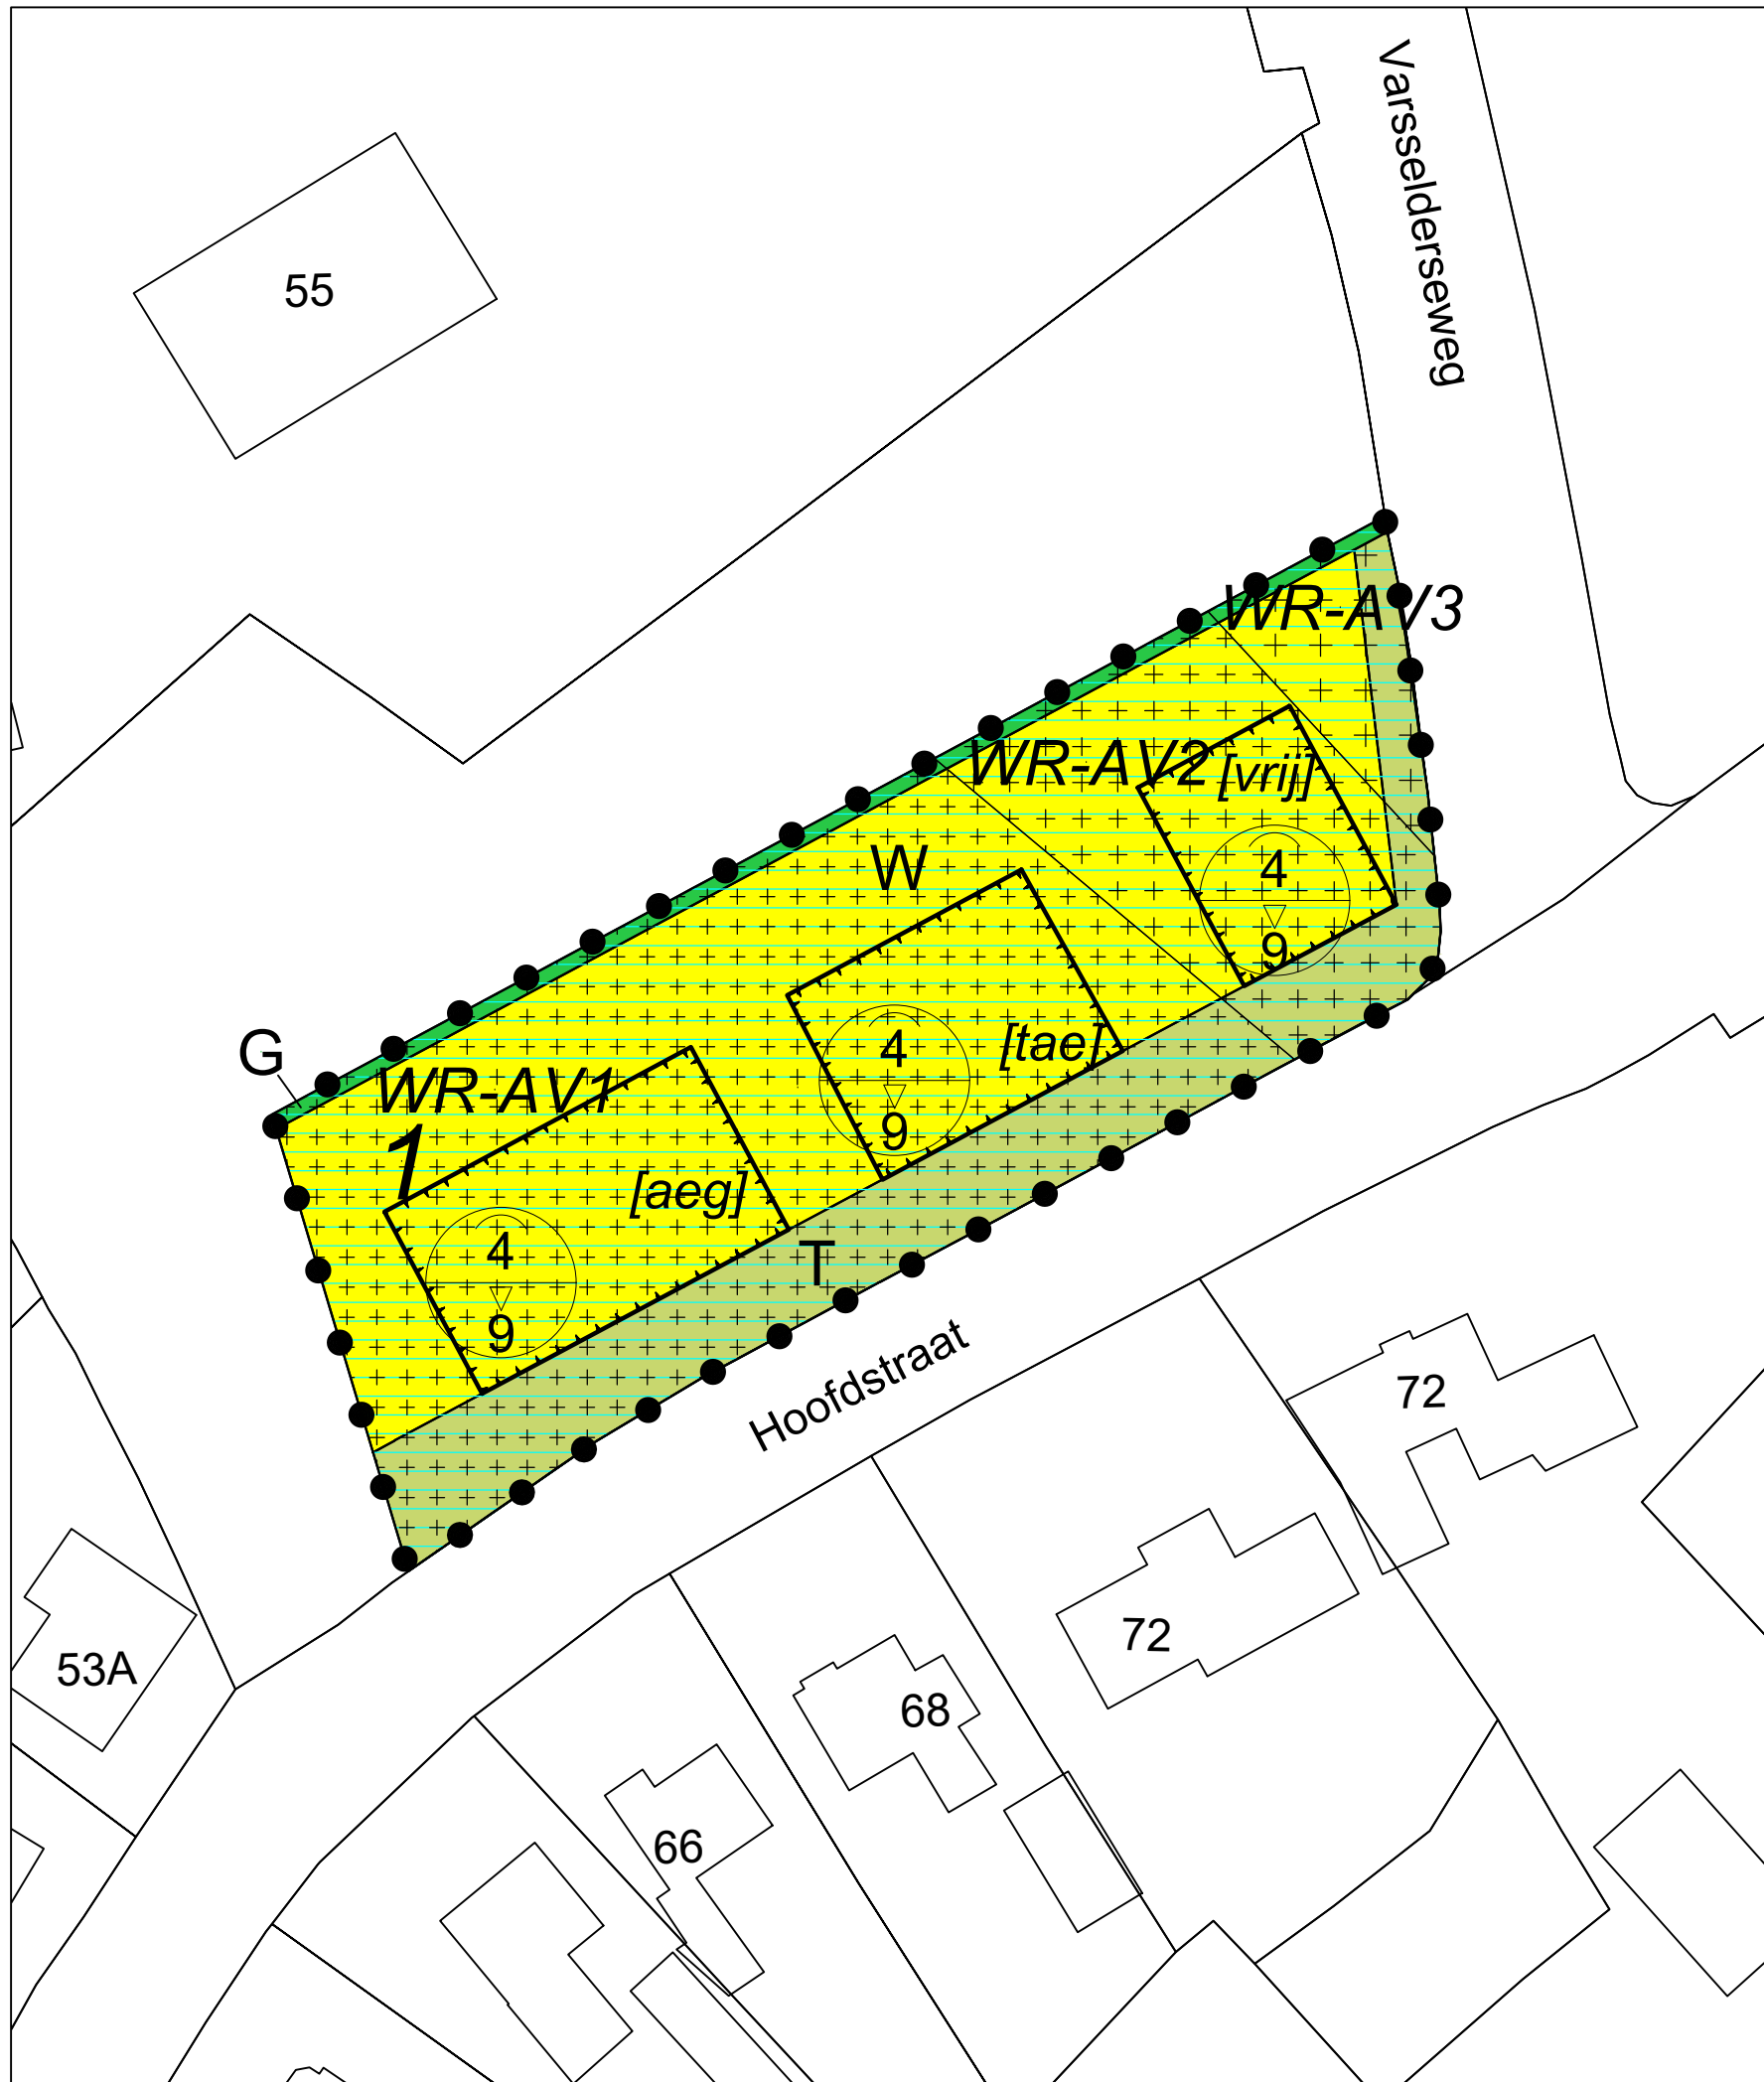 Varsselderseweg
55
WR-AV3
WR-AV2
[vrij]
4
9
W
4
9
[tae]
G
WR-AV1
1
[aeg]
4
9
T
Hoofdstraat
72
72
53A
68
66